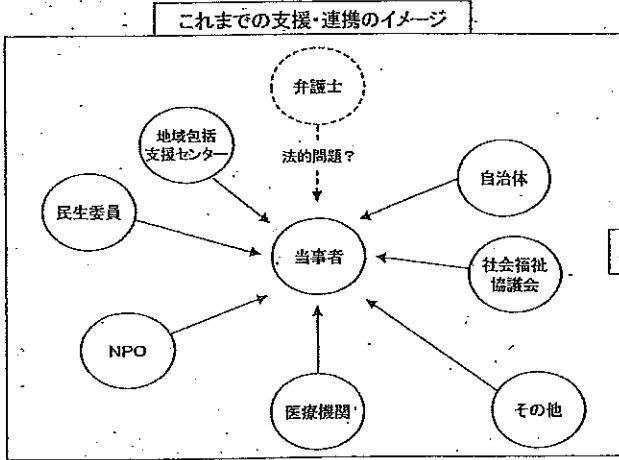 これまでの支援・連携のイメージ
弁護士
地域包括
支援センター
法的問題？
自治体
民生委員
当事者
社会福祉
協議会
NPO
医療機関
その他